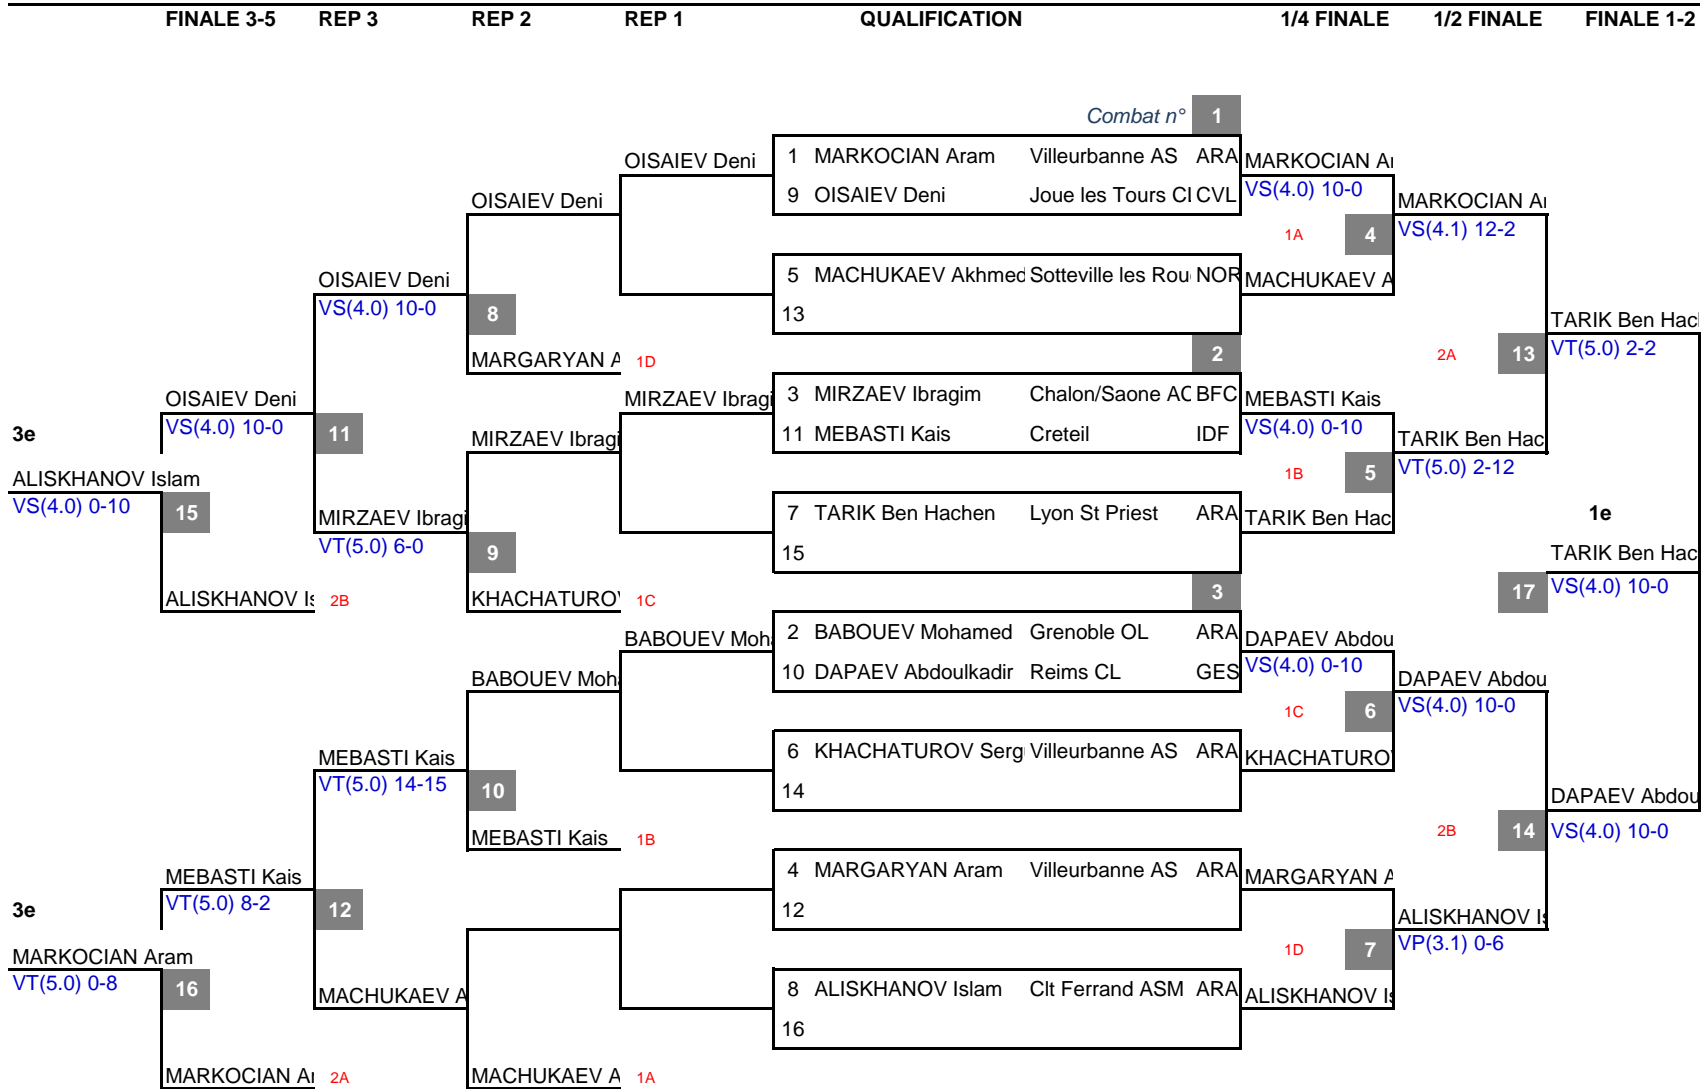 FINALE 3-5 REP 3 REP 2 REP 1 QUALIFICATION 1/4 FINALE 1/2 FINALE FINALE 1-2
Combat n° 1
OISAIEV Deni 1 MARKOCIAN Aram Villeurbanne AS ARA MARKOCIAN Ar
OISAIEV Deni 9 OISAIEV Deni Joue les Tours Cl CVL VS(4.0) 10-0 MARKOCIAN Ar
1A 4 VS(4.1) 12-2
OISAIEV Deni 5 MACHUKAEV Akhmed Sotteville les Rou NOR MACHUKAEV A
VS(4.0) 10-0 8 13 TARIK Ben Hac
MARGARYAN A 1D 2 2A 13 VT(5.0) 2-2
OISAIEV Deni MIRZAEV Ibragi 3 MIRZAEV Ibragim Chalon/Saone AC BFC MEBASTI Kais
3e VS(4.0) 10-0 11 MIRZAEV Ibragi 11 MEBASTI Kais Creteil IDF VS(4.0) 0-10 TARIK Ben Hac
ALISKHANOV Islam 1B 5 VT(5.0) 2-12
VS(4.0) 0-10 15 MIRZAEV Ibragi 7 TARIK Ben Hachen Lyon St Priest ARA TARIK Ben Hac 1e
VT(5.0) 6-0 9 15 TARIK Ben Hac
ALISKHANOV Is 2B KHACHATUROV 1C 3 17 VS(4.0) 10-0
BABOUEV Moha 2 BABOUEV Mohamed Grenoble OL ARA DAPAEV Abdou
BABOUEV Moha 10 DAPAEV Abdoulkadir Reims CL GES VS(4.0) 0-10 DAPAEV Abdou
1C 6 VS(4.0) 10-0
MEBASTI Kais 6 KHACHATUROV Serg Villeurbanne AS ARA KHACHATUROV
VT(5.0) 14-15 10 14 DAPAEV Abdou
MEBASTI Kais 1B 2B 14 VS(4.0) 10-0
MEBASTI Kais 4 MARGARYAN Aram Villeurbanne AS ARA MARGARYAN A
3e VT(5.0) 8-2 12 12 ALISKHANOV Is
MARKOCIAN Aram 1D 7 VP(3.1) 0-6
VT(5.0) 0-8 16 MACHUKAEV A 8 ALISKHANOV Islam Clt Ferrand ASM ARA ALISKHANOV Is
16
MARKOCIAN Ar 2A MACHUKAEV A 1A